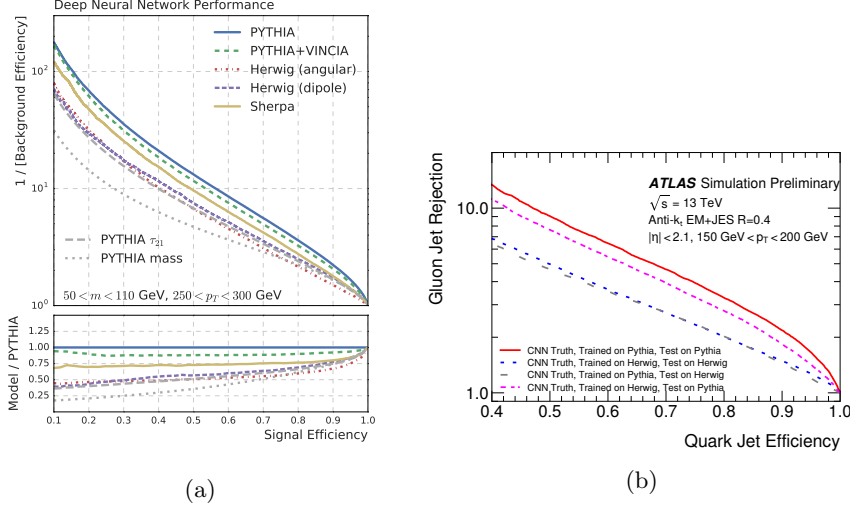 Deep Neural Network Performance
1 / [Background Efficiency]
10²
10¹
10⁰
PYTHIA
PYTHIA+VINCIA
Herwig (angular)
Herwig (dipole)
Sherpa
PYTHIA τ₂₁
PYTHIA mass
50 < m < 110 GeV, 250 < p_T < 300 GeV
Model / PYTHIA
1.25
1.00
0.75
0.50
0.25
0.1 0.2 0.3 0.4 0.5 0.6 0.7 0.8 0.9 1.0
Signal Efficiency
(a)
Gluon Jet Rejection
10.0
1.0
ATLAS Simulation Preliminary
√s = 13 TeV
Anti-k_t EM+JES R=0.4
|η|<2.1, 150 GeV<p_T<200 GeV
CNN Truth, Trained on Pythia, Test on Pythia
CNN Truth, Trained on Herwig, Test on Herwig
CNN Truth, Trained on Pythia, Test on Herwig
CNN Truth, Trained on Herwig, Test on Pythia
0.4 0.5 0.6 0.7 0.8 0.9 1.0
Quark Jet Efficiency
(b)